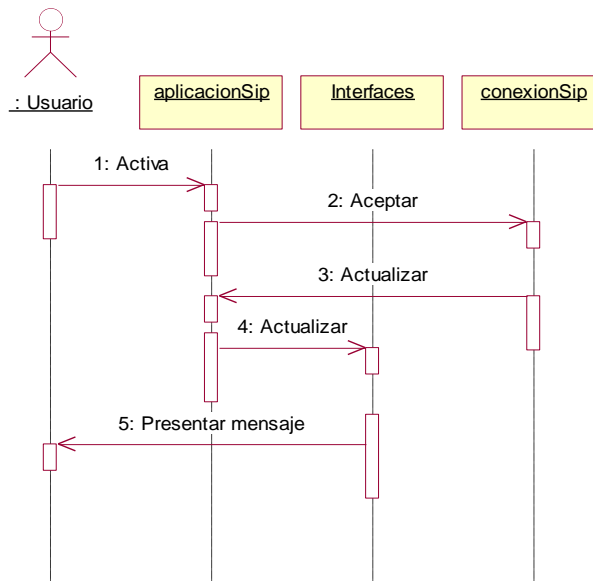 _ : Usuario
aplicacionSip
Interfaces
conexionSip
1: Activa
2: Aceptar
3: Actualizar
4: Actualizar
5: Presentar mensaje